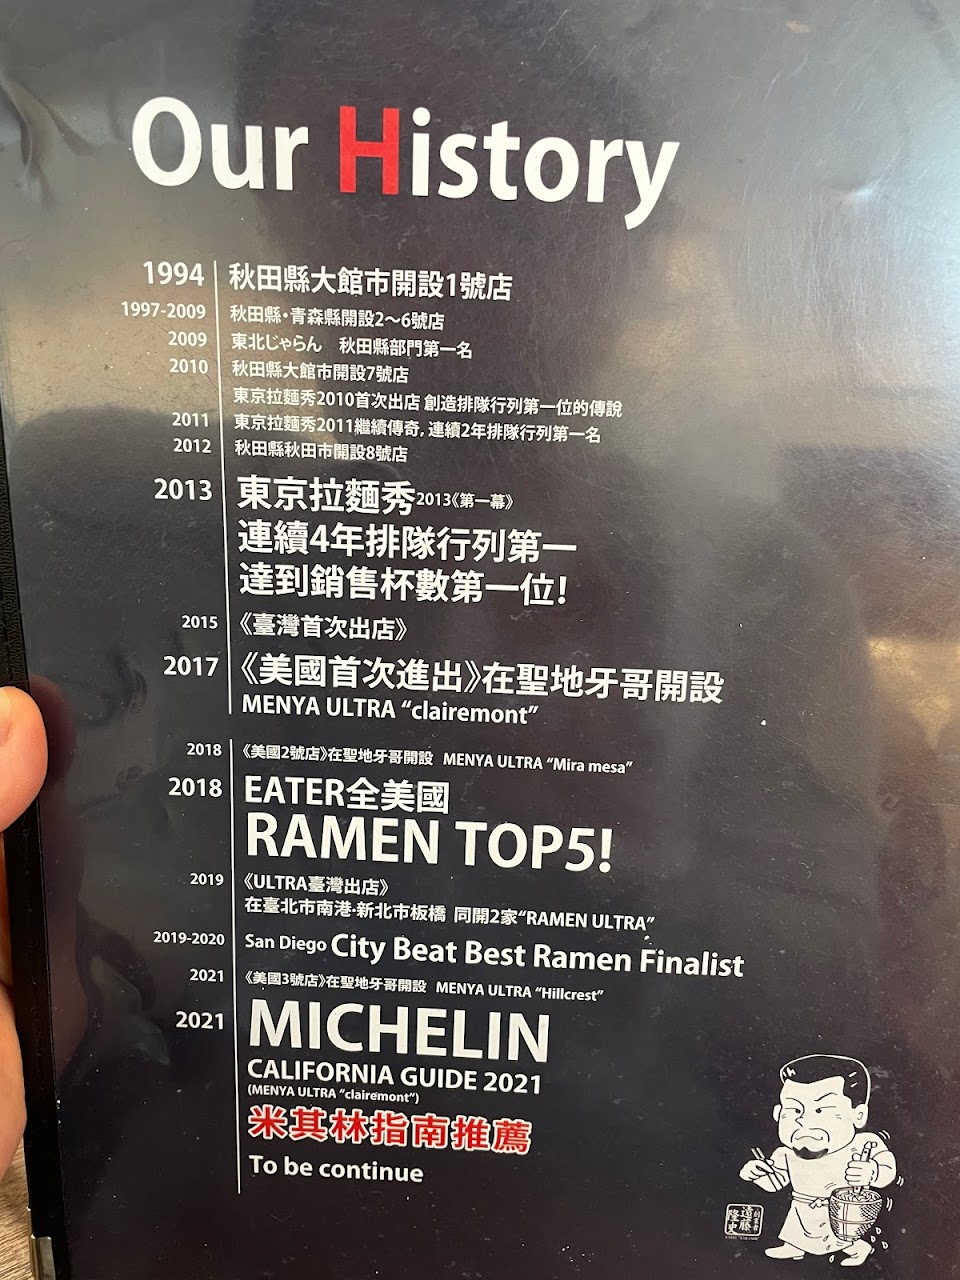 Our History
1994 秋田縣大館市開設1號店
1997-2009 秋田縣・青森縣開設2～6號店
2009 東北じゃらん 秋田縣部門第一名
2010 秋田縣大館市開設7號店
東京拉麵秀2010首次出店 創造排隊行列第一位的傳說
2011 東京拉麵秀2011繼續傳奇, 連續2年排隊行列第一名
2012 秋田縣秋田市開設8號店
2013 東京拉麵秀2013《第一幕》
連續4年排隊行列第一
達到銷售杯數第一位!
2015 《臺灣首次出店》
2017 《美國首次進出》在聖地牙哥開設
MENYA ULTRA “clairemont”
2018 《美國2號店》在聖地牙哥開設 MENYA ULTRA “Mira mesa”
2018 EATER全美國
RAMEN TOP5!
2019 《ULTRA臺灣出店》
在臺北市南港·新北市板橋 同開2家“RAMEN ULTRA”
2019-2020 San Diego City Beat Best Ramen Finalist
2021 《美國3號店》在聖地牙哥開設 MENYA ULTRA “Hillcrest”
2021 MICHELIN
CALIFORNIA GUIDE 2021
(MENYA ULTRA “clairemont”)
米其林指南推薦
To be continue
遠藤
隆史